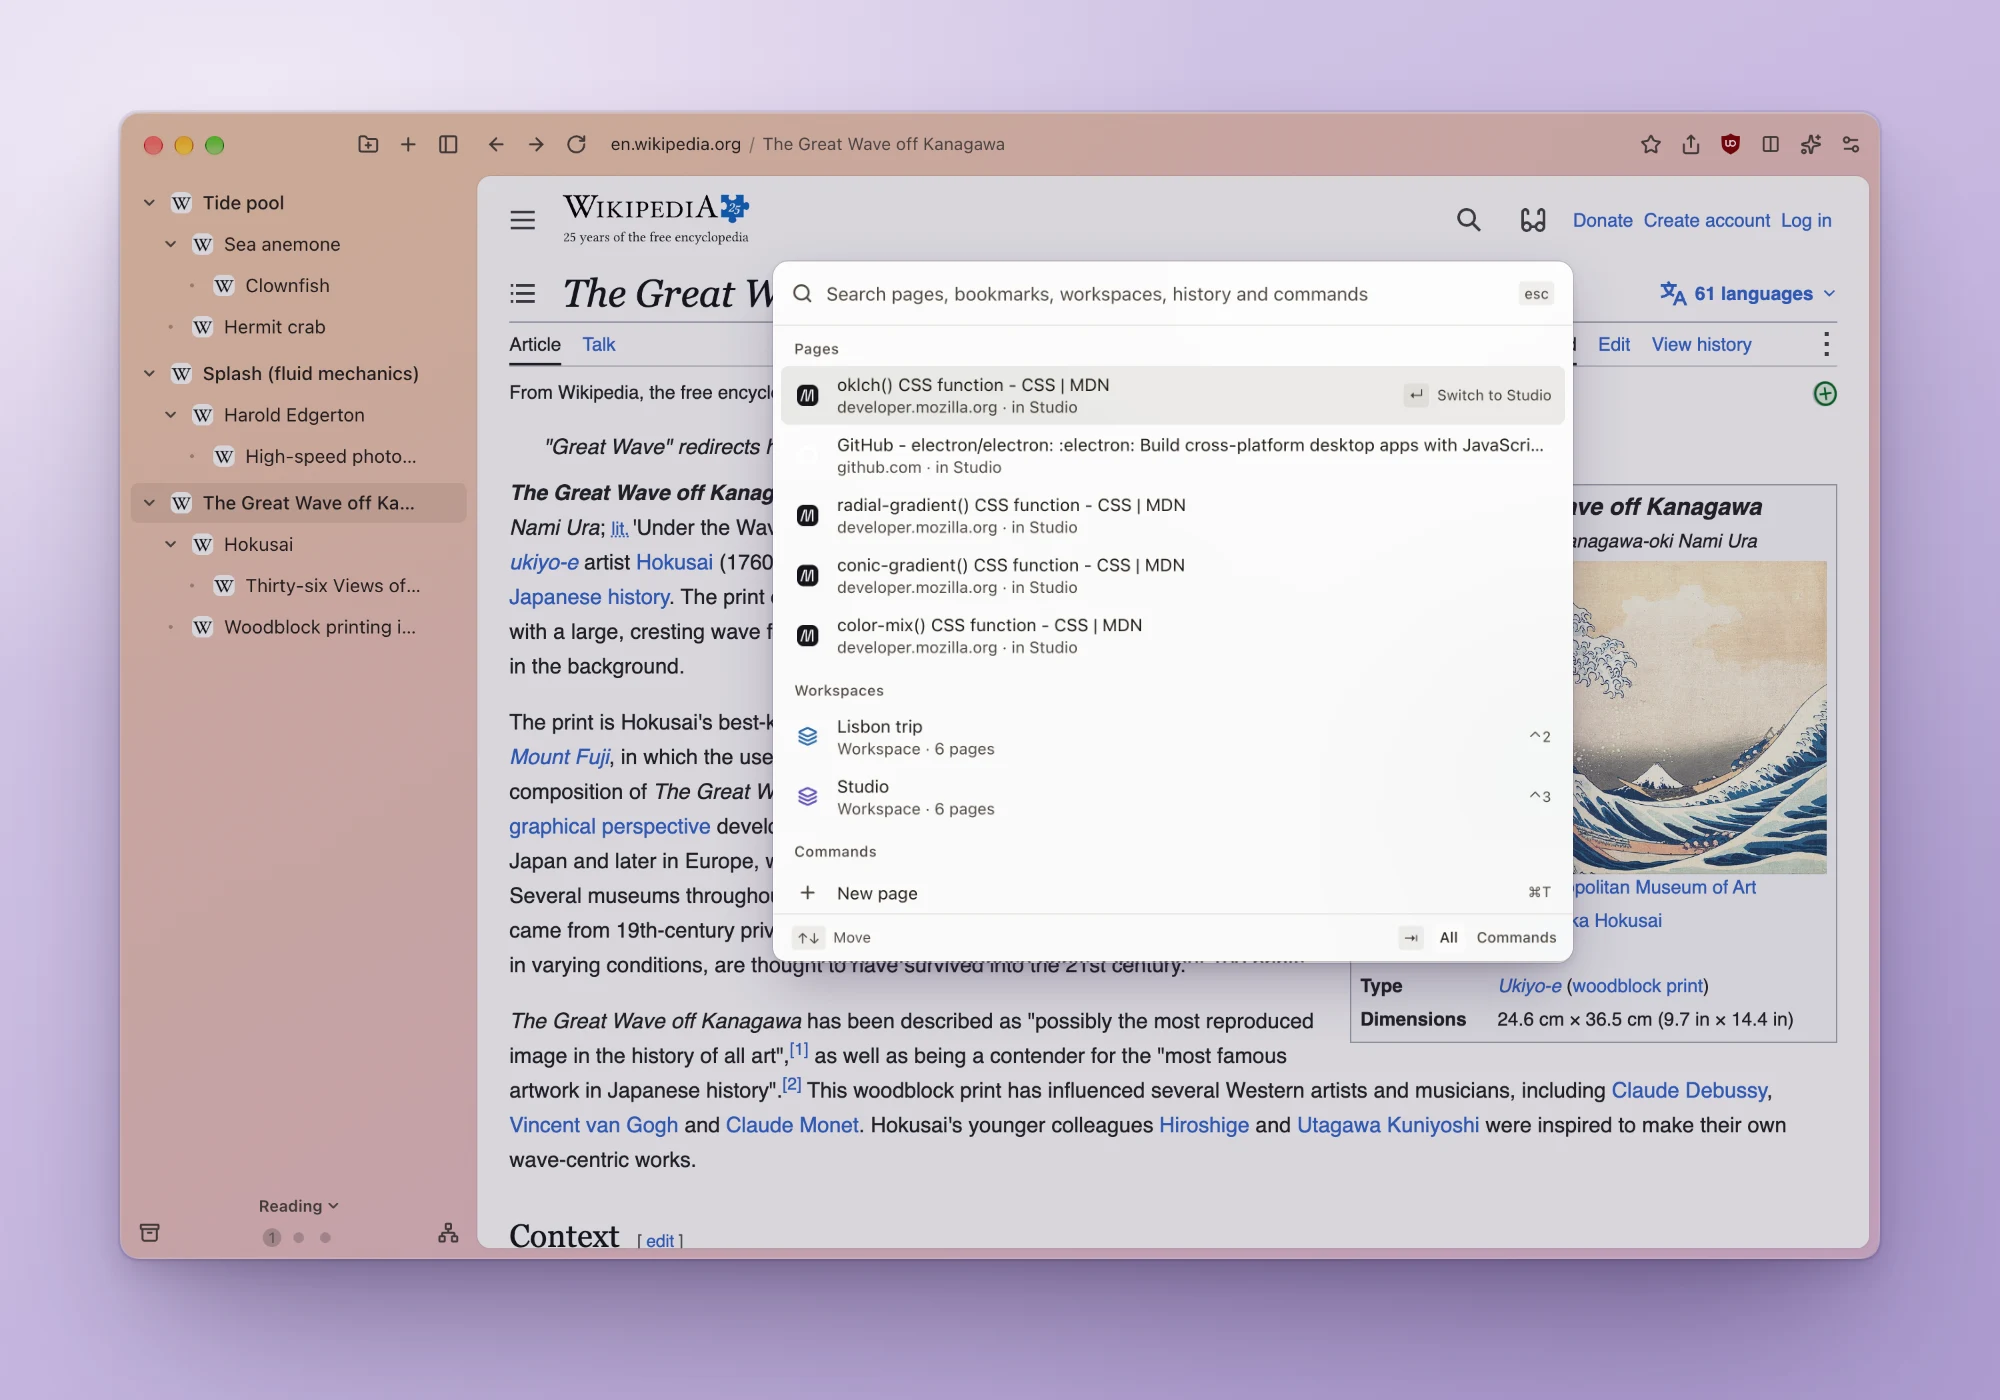 en.wikipedia.org / The Great Wave off Kanagawa
Tide pool
Sea anemone
Clownfish
Hermit crab
Splash (fluid mechanics)
Harold Edgerton
High-speed photo...
The Great Wave off Ka...
Hokusai
Thirty-six Views of...
Woodblock printing i...
Reading
1
WIKIPEDIA 25
25 years of the free encyclopedia
Donate Create account Log in
The Great W
61 languages
Article Talk
Edit View history
From Wikipedia, the free encycl
"Great Wave" redirects h
The Great Wave off Kanag
Nami Ura; lit. 'Under the Wav
ukiyo-e artist Hokusai (1760
Japanese history. The print
with a large, cresting wave f
in the background.
The print is Hokusai's best-k
Mount Fuji, in which the use
composition of The Great W
graphical perspective develo
Japan and later in Europe,
Several museums througho
came from 19th-century priv
in varying conditions, are thought to have survived into the 21st century.
The Great Wave off Kanagawa has been described as "possibly the most reproduced
image in the history of all art",[1] as well as being a contender for the "most famous
artwork in Japanese history".[2] This woodblock print has influenced several Western artists and musicians, including Claude Debussy,
Vincent van Gogh and Claude Monet. Hokusai's younger colleagues Hiroshige and Utagawa Kuniyoshi were inspired to make their own
wave-centric works.
Context [ edit ]
ve off Kanagawa
anagawa-oki Nami Ura
politan Museum of Art
ka Hokusai
Type Ukiyo-e (woodblock print)
Dimensions 24.6 cm × 36.5 cm (9.7 in × 14.4 in)
Search pages, bookmarks, workspaces, history and commands
esc
Pages
oklch() CSS function - CSS | MDN
developer.mozilla.org · in Studio
↵ Switch to Studio
GitHub - electron/electron: :electron: Build cross-platform desktop apps with JavaScri...
github.com · in Studio
radial-gradient() CSS function - CSS | MDN
developer.mozilla.org · in Studio
conic-gradient() CSS function - CSS | MDN
developer.mozilla.org · in Studio
color-mix() CSS function - CSS | MDN
developer.mozilla.org · in Studio
Workspaces
Lisbon trip
Workspace · 6 pages
^2
Studio
Workspace · 6 pages
^3
Commands
New page
⌘T
↑↓ Move
⇥ All Commands